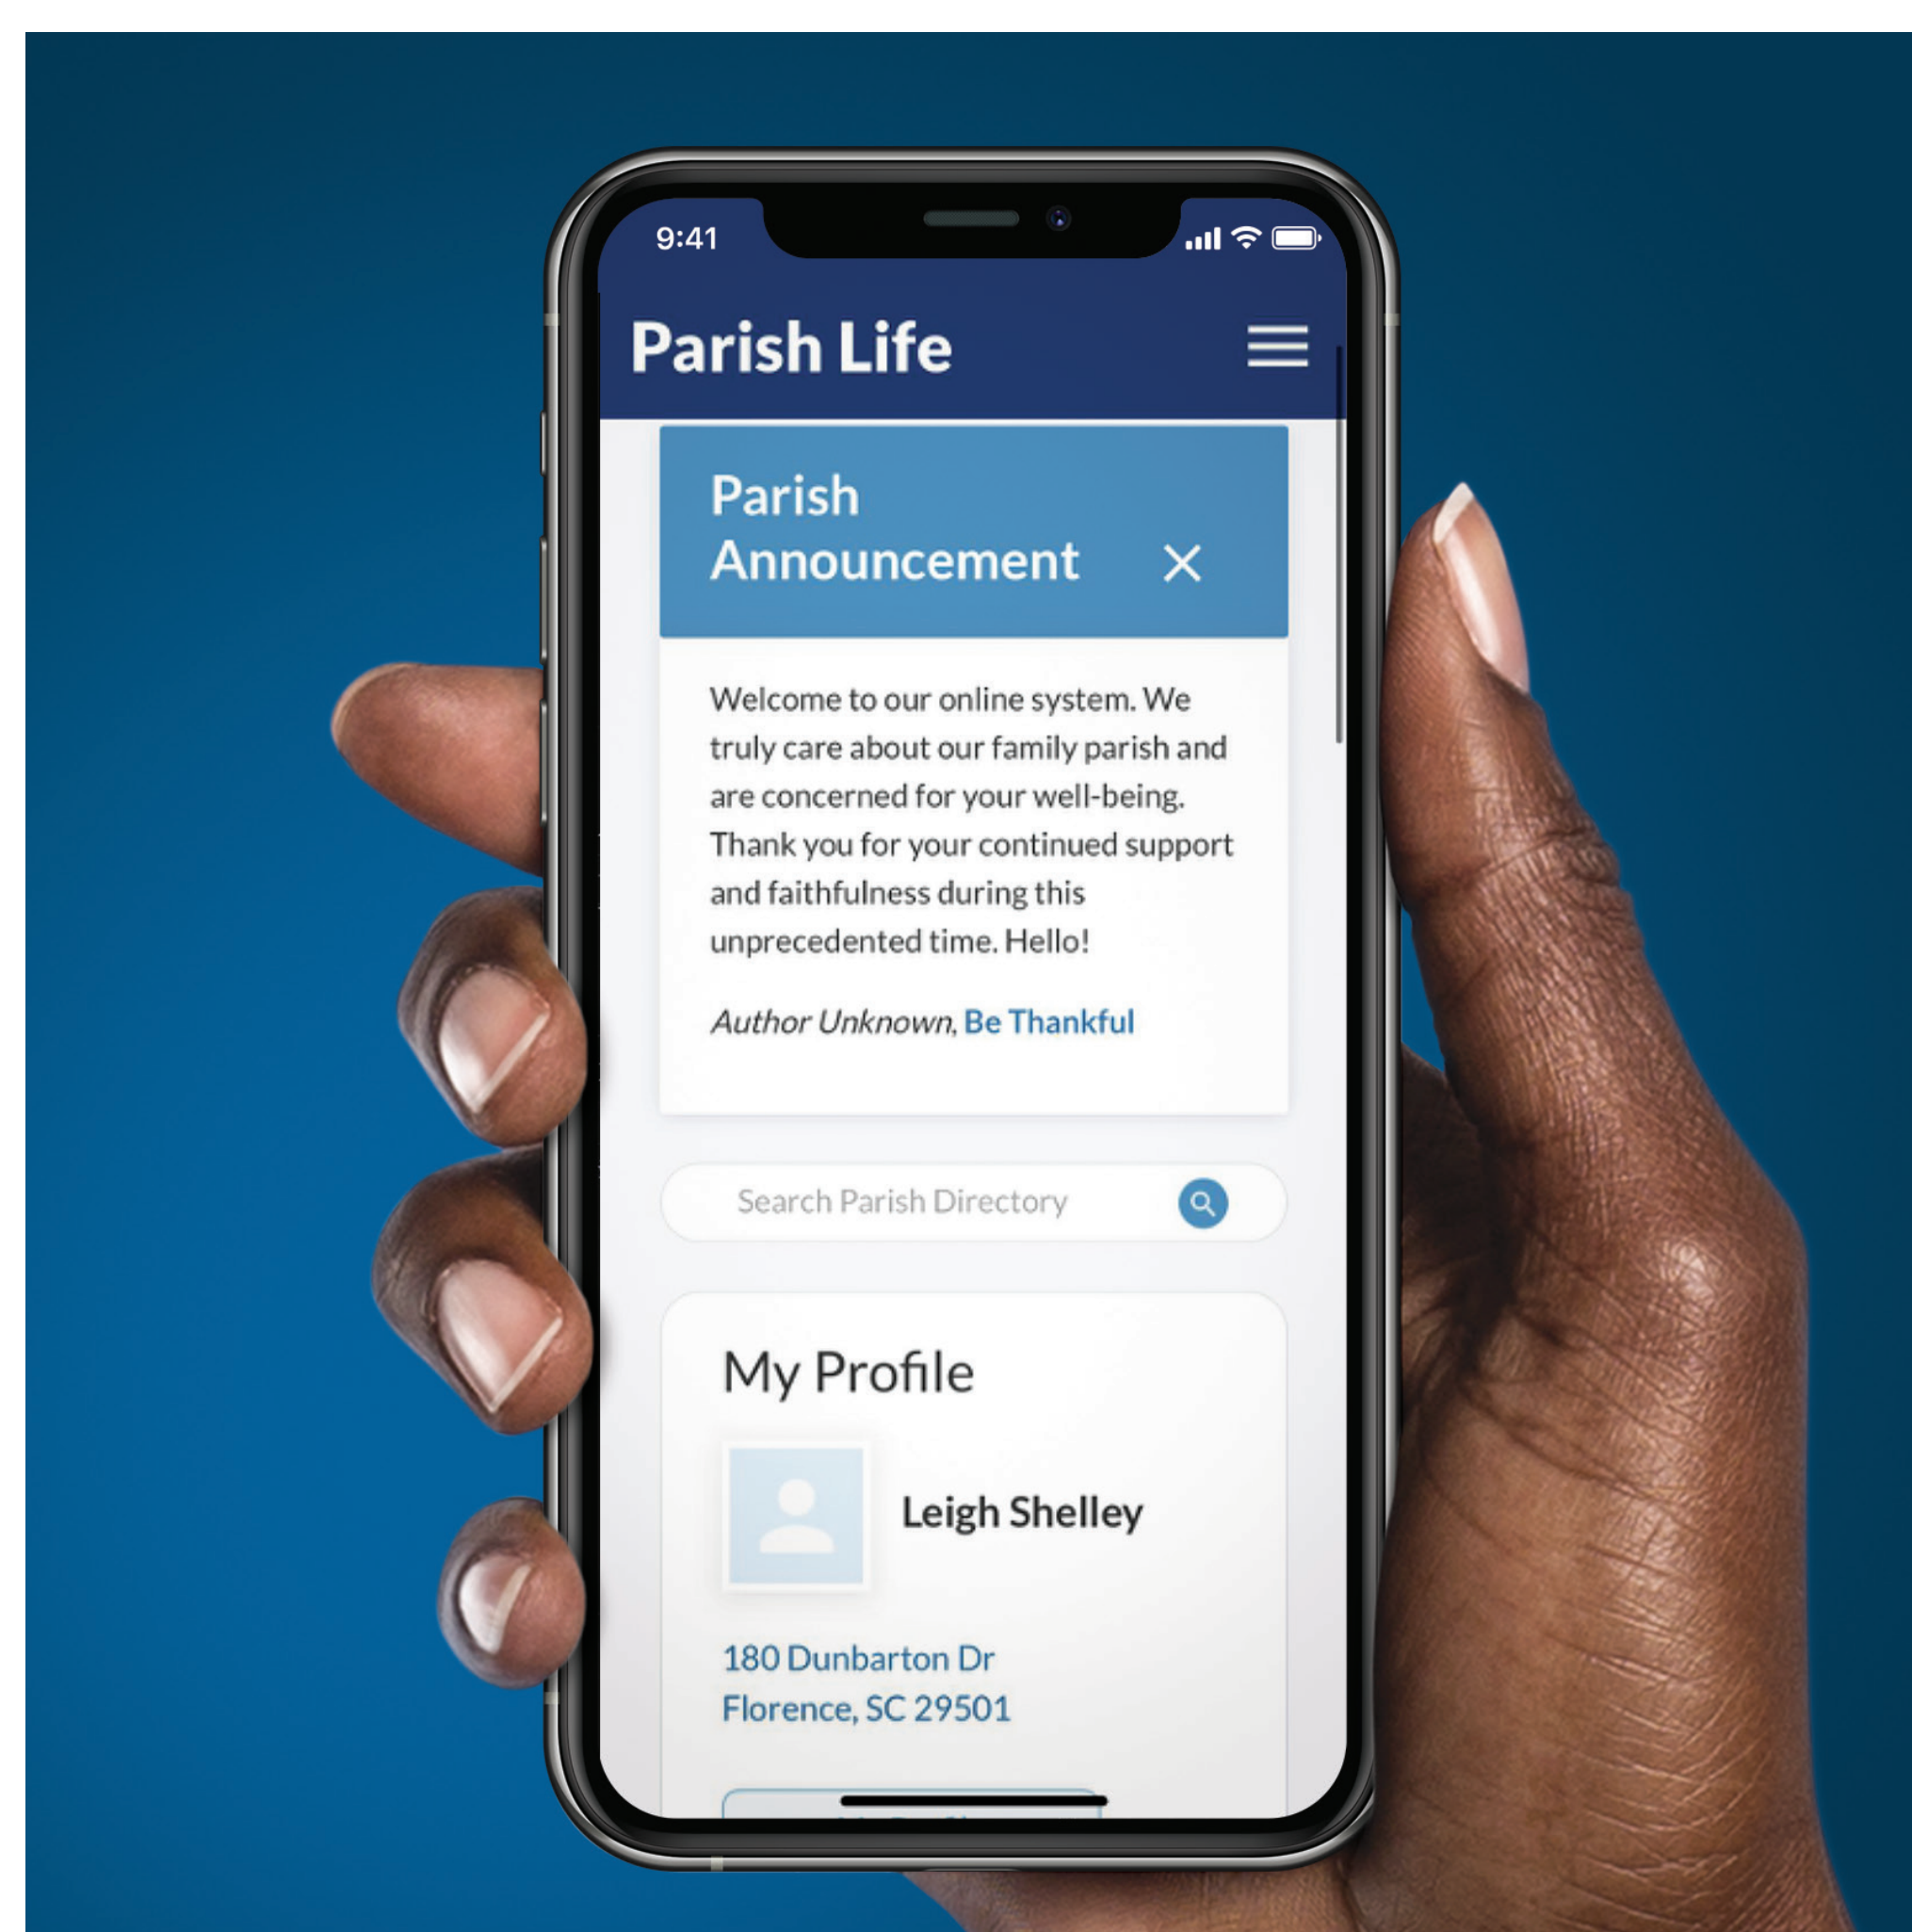 9:41
Parish Life
Parish
Announcement
Welcome to our online system. We
truly care about our family parish and
are concerned for your well-being.
Thank you for your continued support
and faithfulness during this
unprecedented time. Hello!
Author Unknown, Be Thankful
Search Parish Directory
My Profile
Leigh Shelley
180 Dunbarton Dr
Florence, SC 29501